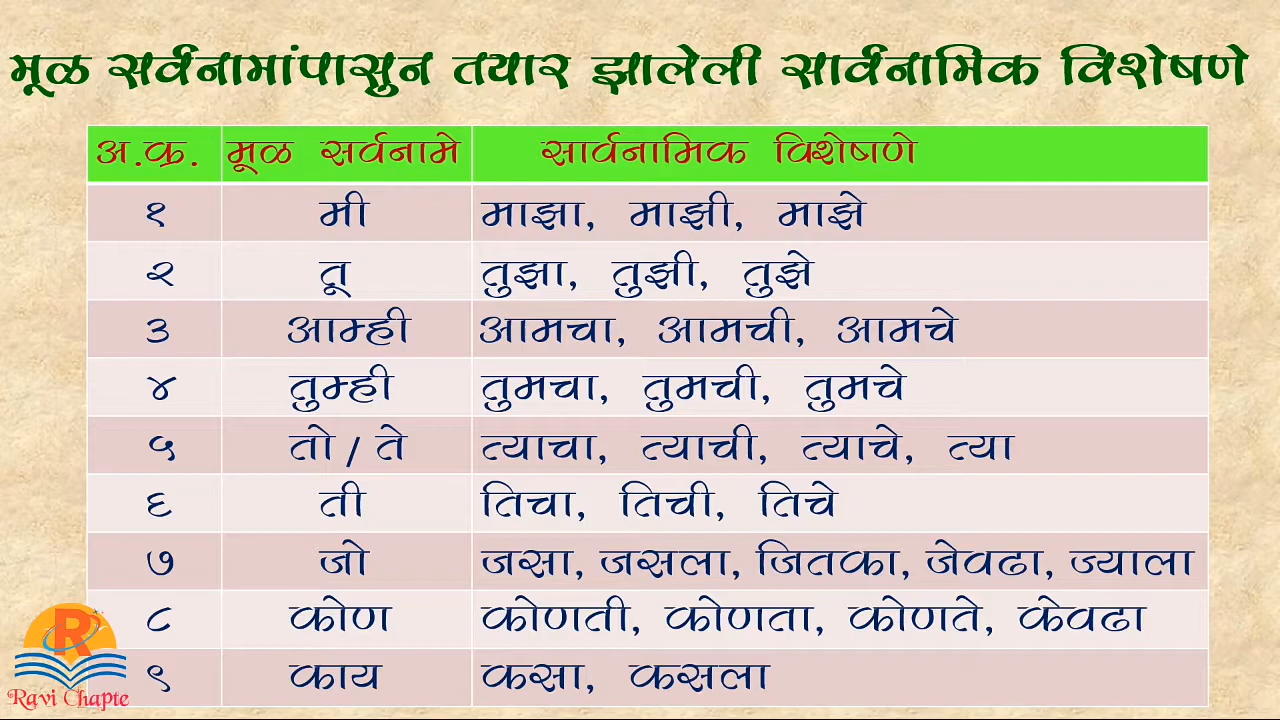 मूळ सर्वनामांपासुन तयार झालेली सार्वनामिक विशेषणे
अ.क्र. मूळ सर्वनामे सार्वनामिक विशेषणे
१ मी माझा, माझी, माझे
२ तू तुझा, तुझी, तुझे
३ आम्ही आमचा, आमची, आमचे
४ तुम्ही तुमचा, तुमची, तुमचे
५ तो / ते त्याचा, त्याची, त्याचे, त्या
६ ती तिचा, तिची, तिचे
७ जो जसा, जसला, जितका, जेवढा, ज्याला
८ कोण कोणती, कोणता, कोणते, केवढा
९ काय कसा, कसला
R
Ravi Chapte